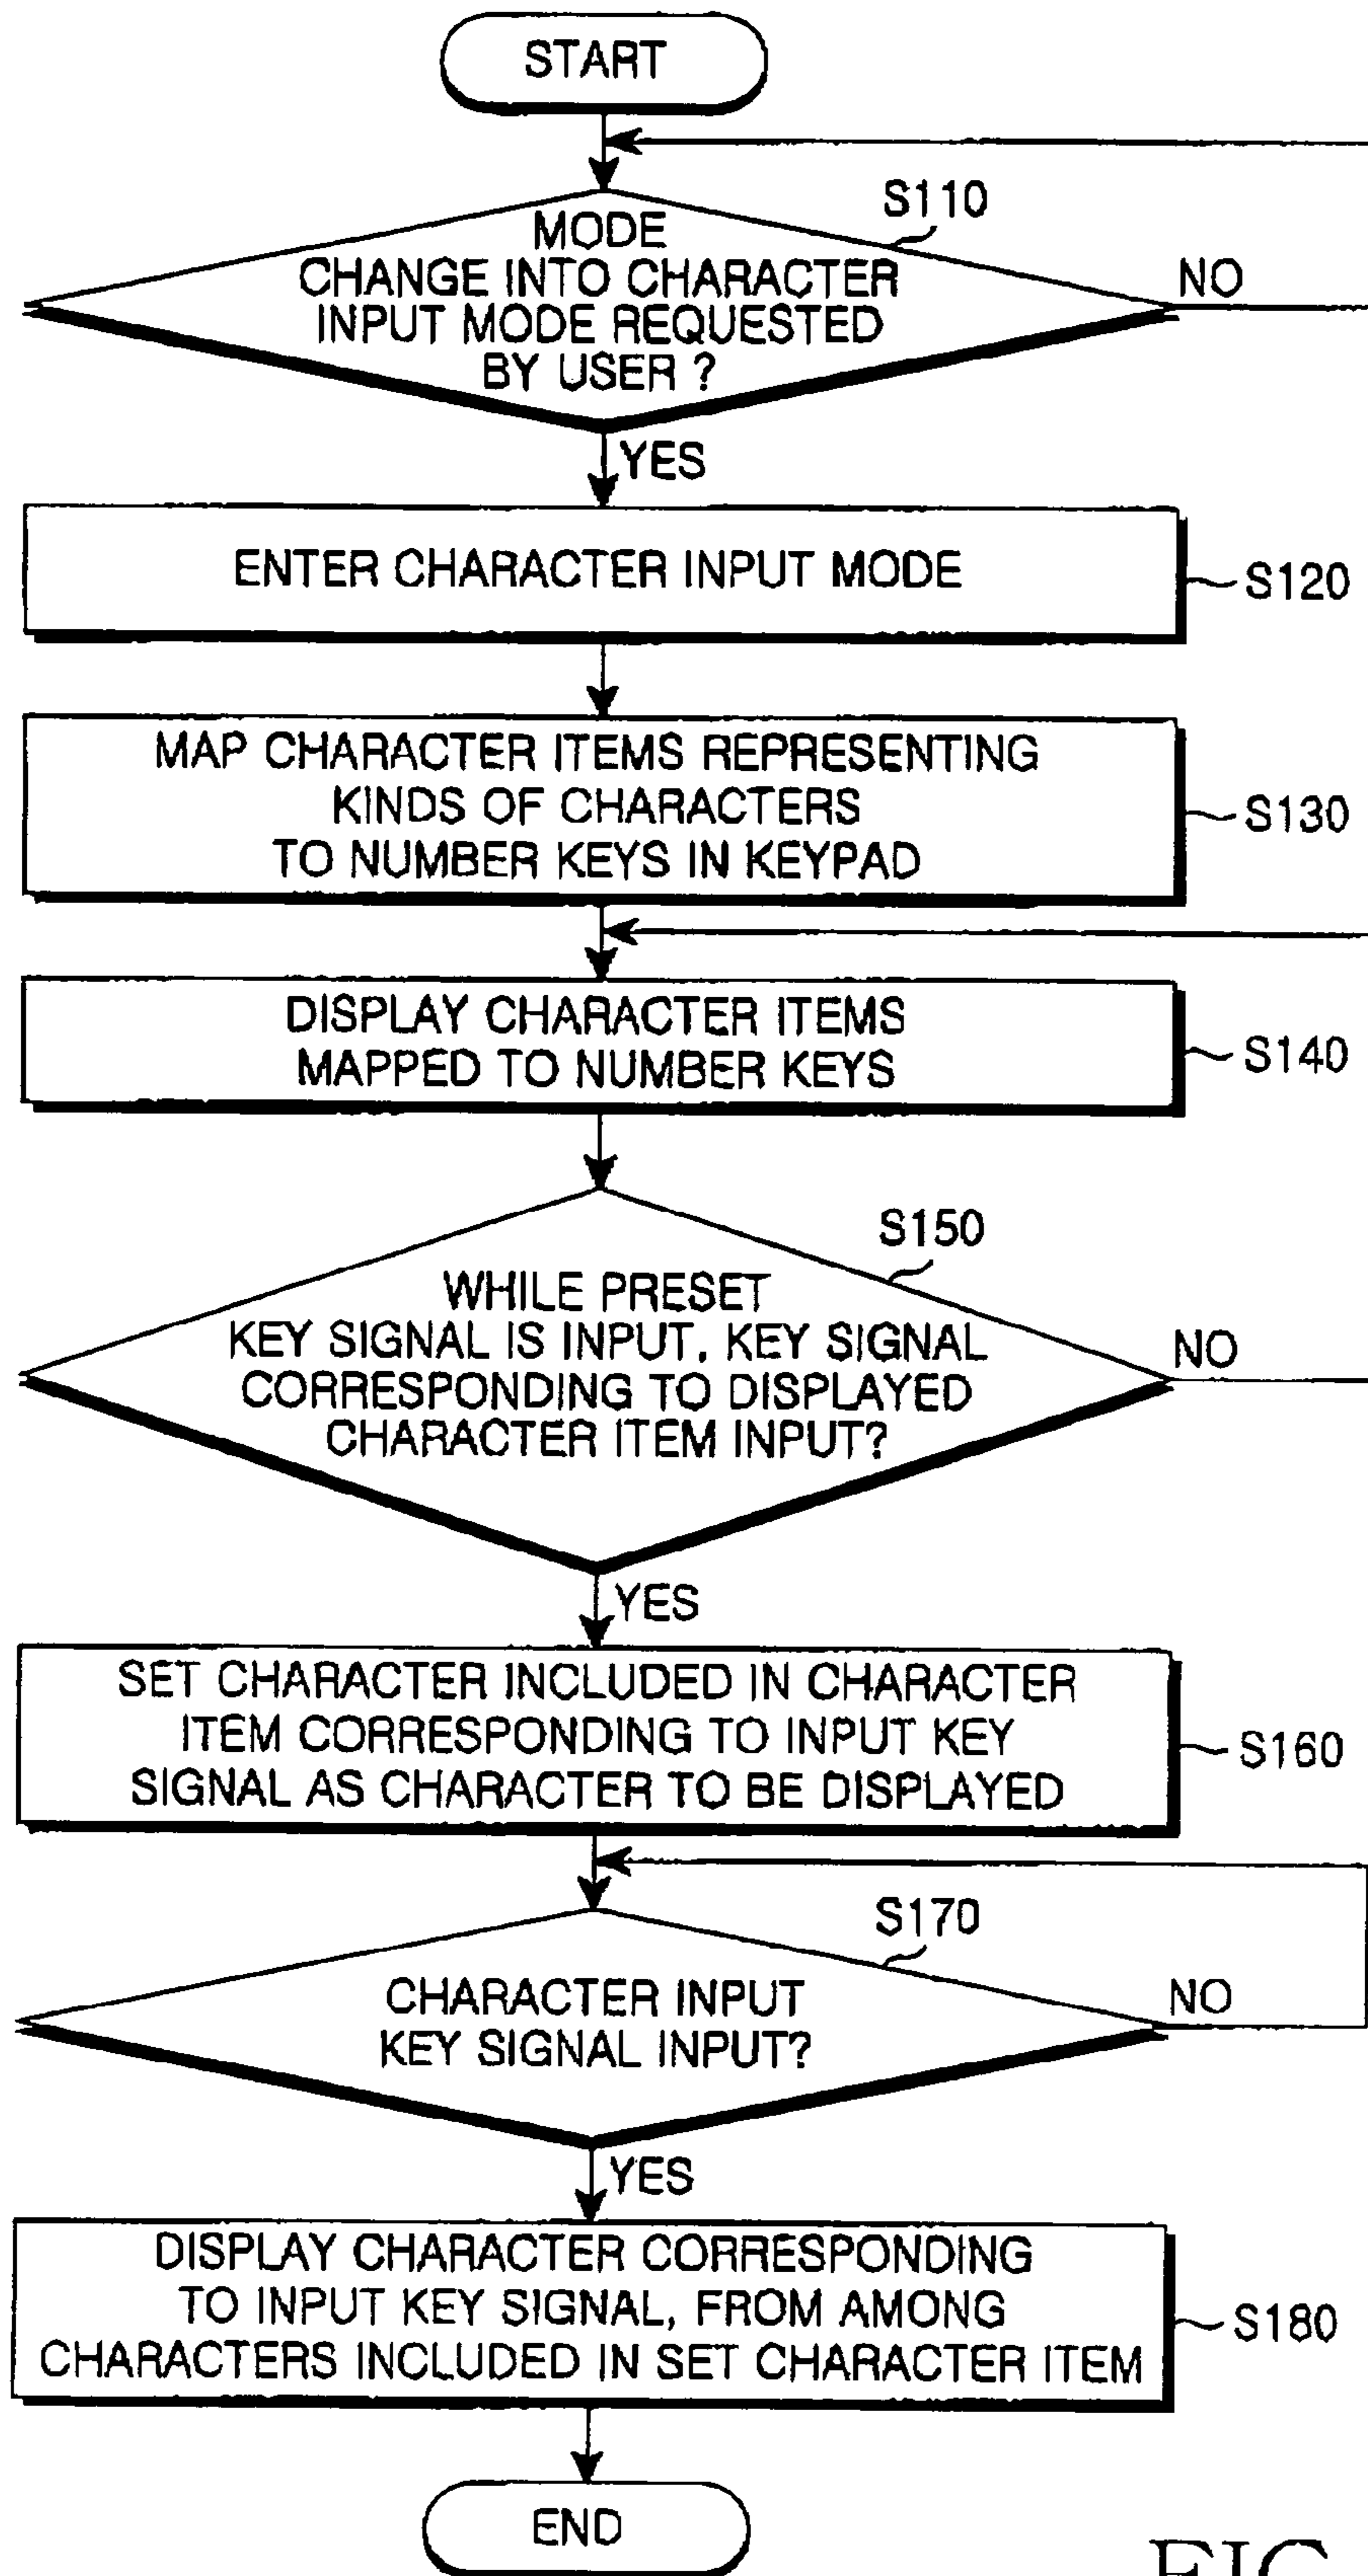 START
S110
MODE
CHANGE INTO CHARACTER
INPUT MODE REQUESTED
BY USER ?
NO
YES
ENTER CHARACTER INPUT MODE
S120
MAP CHARACTER ITEMS REPRESENTING
KINDS OF CHARACTERS
TO NUMBER KEYS IN KEYPAD
S130
DISPLAY CHARACTER ITEMS
MAPPED TO NUMBER KEYS
S140
S150
WHILE PRESET
KEY SIGNAL IS INPUT, KEY SIGNAL
CORRESPONDING TO DISPLAYED
CHARACTER ITEM INPUT?
NO
YES
SET CHARACTER INCLUDED IN CHARACTER
ITEM CORRESPONDING TO INPUT KEY
SIGNAL AS CHARACTER TO BE DISPLAYED
S160
S170
CHARACTER INPUT
KEY SIGNAL INPUT?
NO
YES
DISPLAY CHARACTER CORRESPONDING
TO INPUT KEY SIGNAL, FROM AMONG
CHARACTERS INCLUDED IN SET CHARACTER ITEM
S180
END